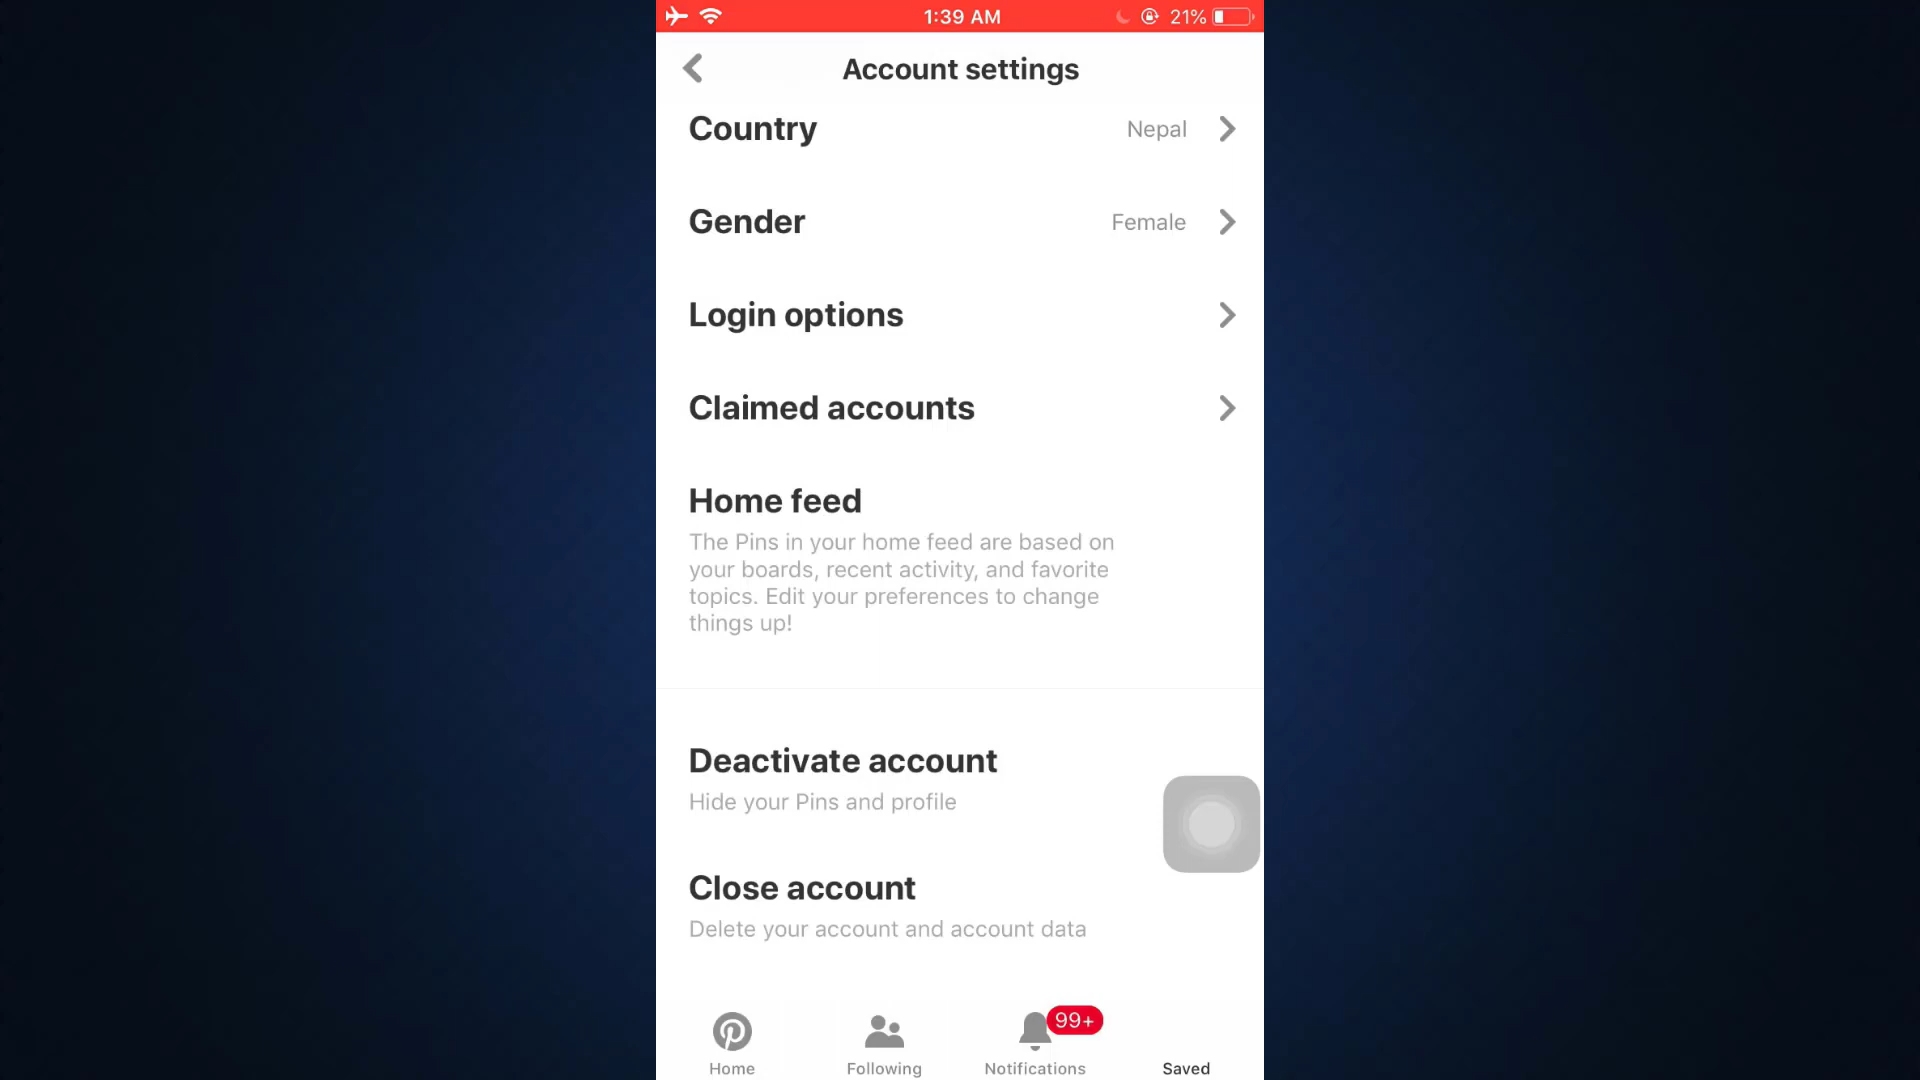 1:39 AM
21%
Account settings
Country
Nepal
Gender
Female
Login options
Claimed accounts
Home feed
The Pins in your home feed are based on
your boards, recent activity, and favorite
topics. Edit your preferences to change
things up!
Deactivate account
Hide your Pins and profile
Close account
Delete your account and account data
99+
Home
Following
Notifications
Saved